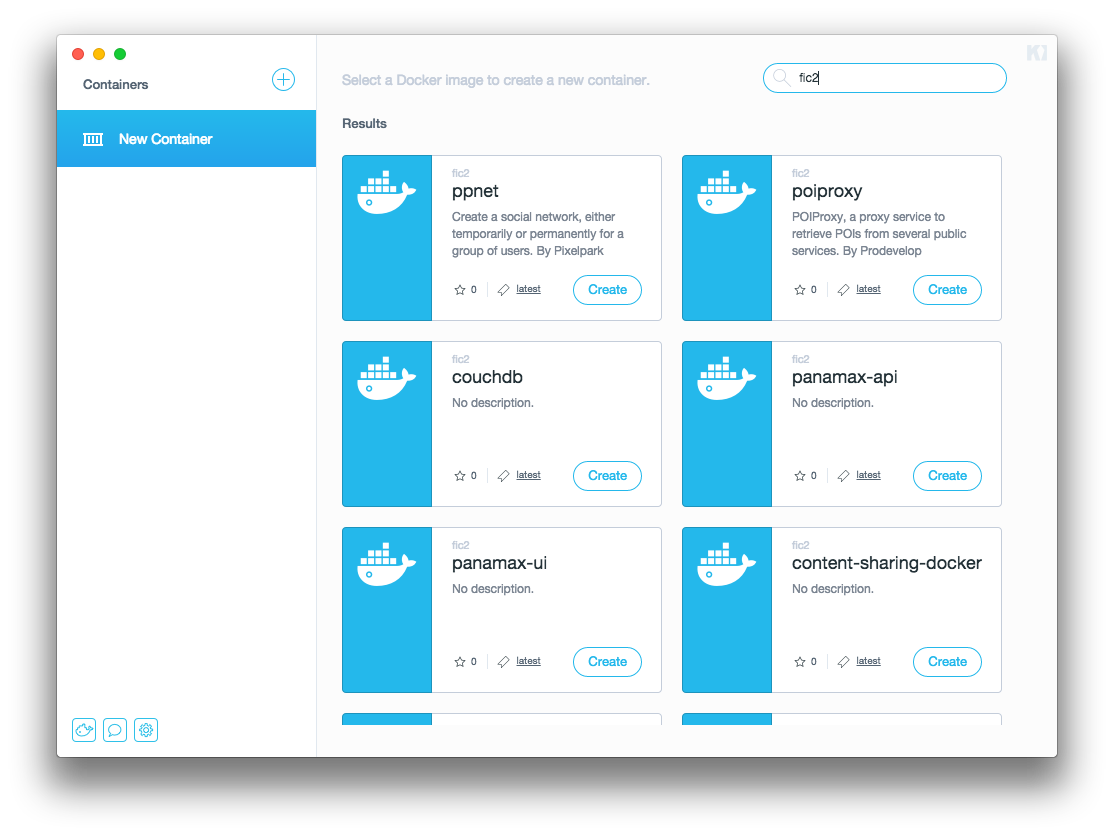 Containers
New Container
Select a Docker image to create a new container.
fic2
Results
fic2
ppnet
Create a social network, either
temporarily or permanently for a
group of users. By Pixelpark
0
latest
Create
fic2
poiproxy
POIProxy, a proxy service to
retrieve POIs from several public
services. By Prodevelop
0
latest
Create
fic2
couchdb
No description.
0
latest
Create
fic2
panamax-api
No description.
0
latest
Create
fic2
panamax-ui
No description.
0
latest
Create
fic2
content-sharing-docker
No description.
0
latest
Create